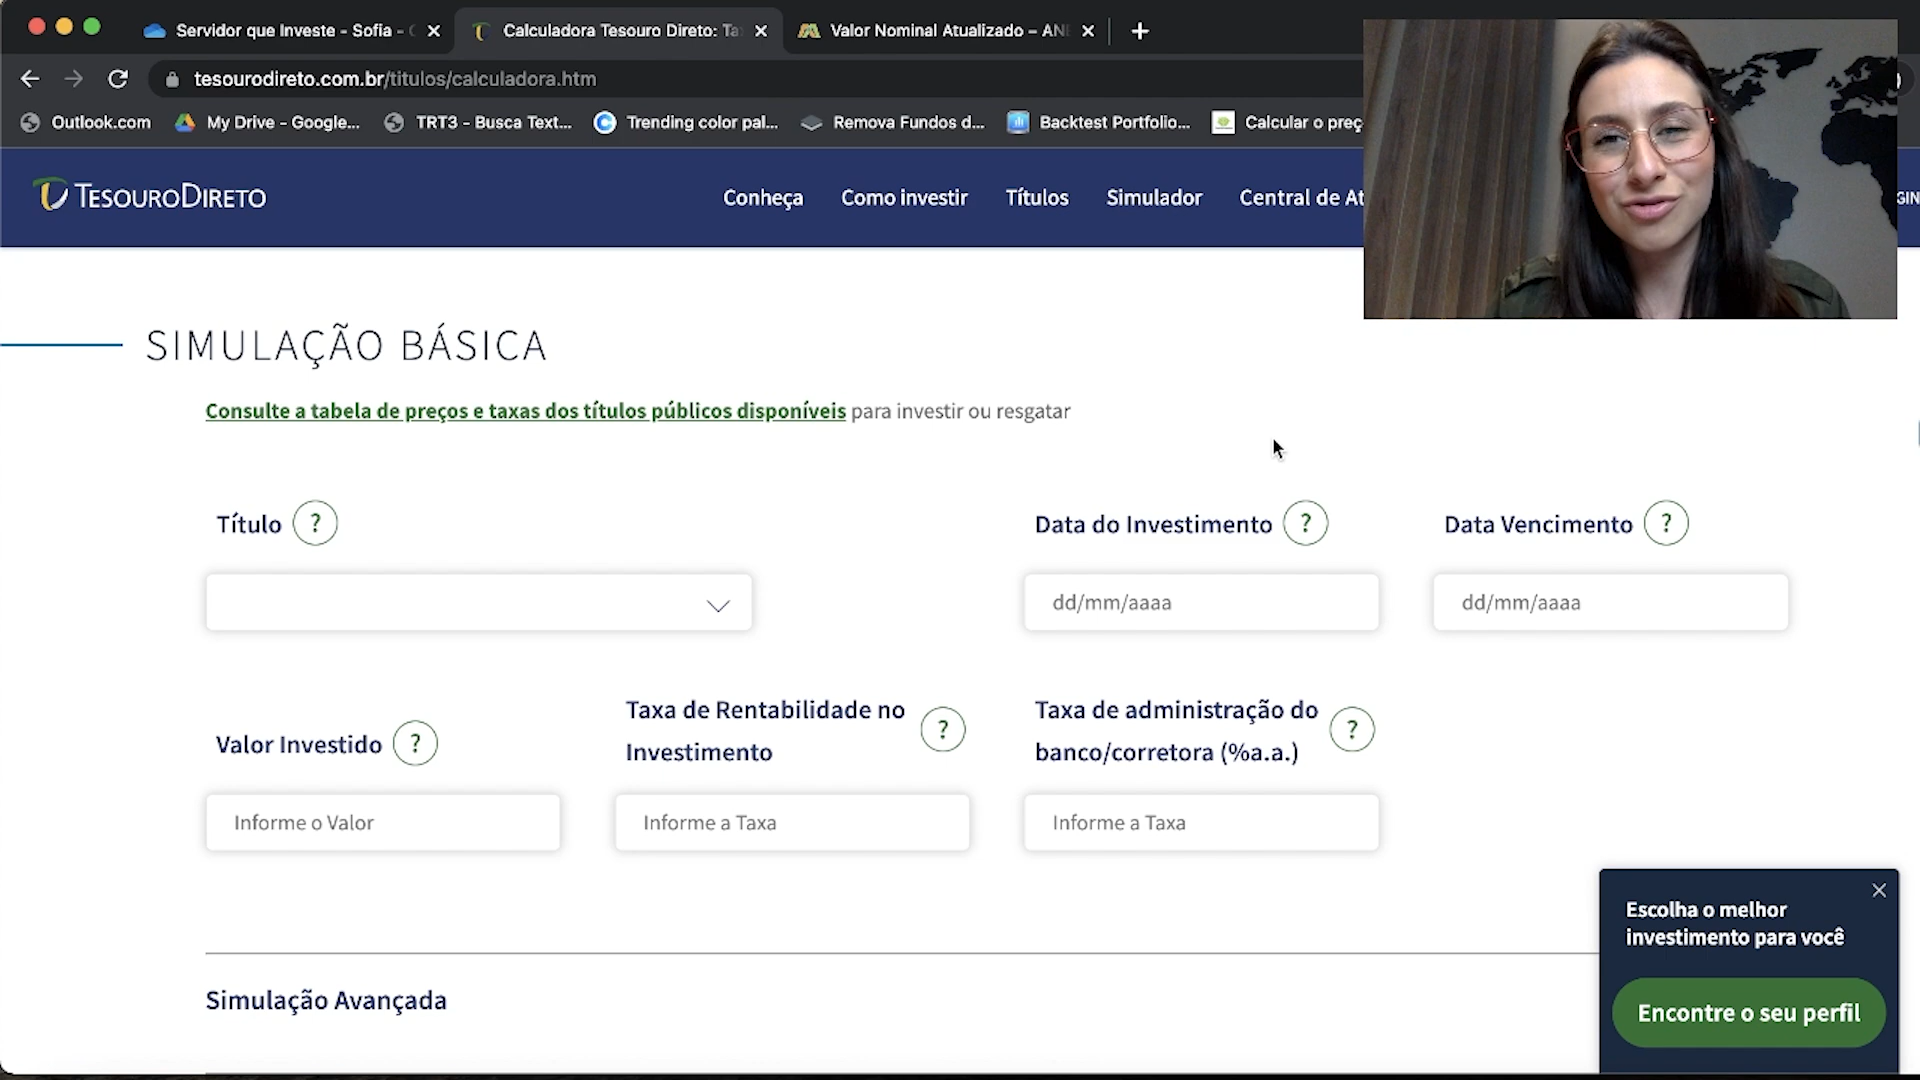 Servidor que Investe - Sofia -
Calculadora Tesouro Direto: Ta
Valor Nominal Atualizado – AN
tesourodireto.com.br/titulos/calculadora.htm
Outlook.com
My Drive - Google...
TRT3 - Busca Text...
Trending color pal...
Remova Fundos d...
Backtest Portfolio...
Calcular o preç
TESOURODIRETO
Conheça
Como investir
Títulos
Simulador
Central de At
GIN
SIMULAÇÃO BÁSICA
Consulte a tabela de preços e taxas dos títulos públicos disponíveis para investir ou resgatar
Título ?
Data do Investimento ?
Data Vencimento ?
dd/mm/aaaa
dd/mm/aaaa
Valor Investido ?
Taxa de Rentabilidade no
Investimento ?
Taxa de administração do
banco/corretora (%a.a.) ?
Informe o Valor
Informe a Taxa
Informe a Taxa
Simulação Avançada
Escolha o melhor
investimento para você
Encontre o seu perfil